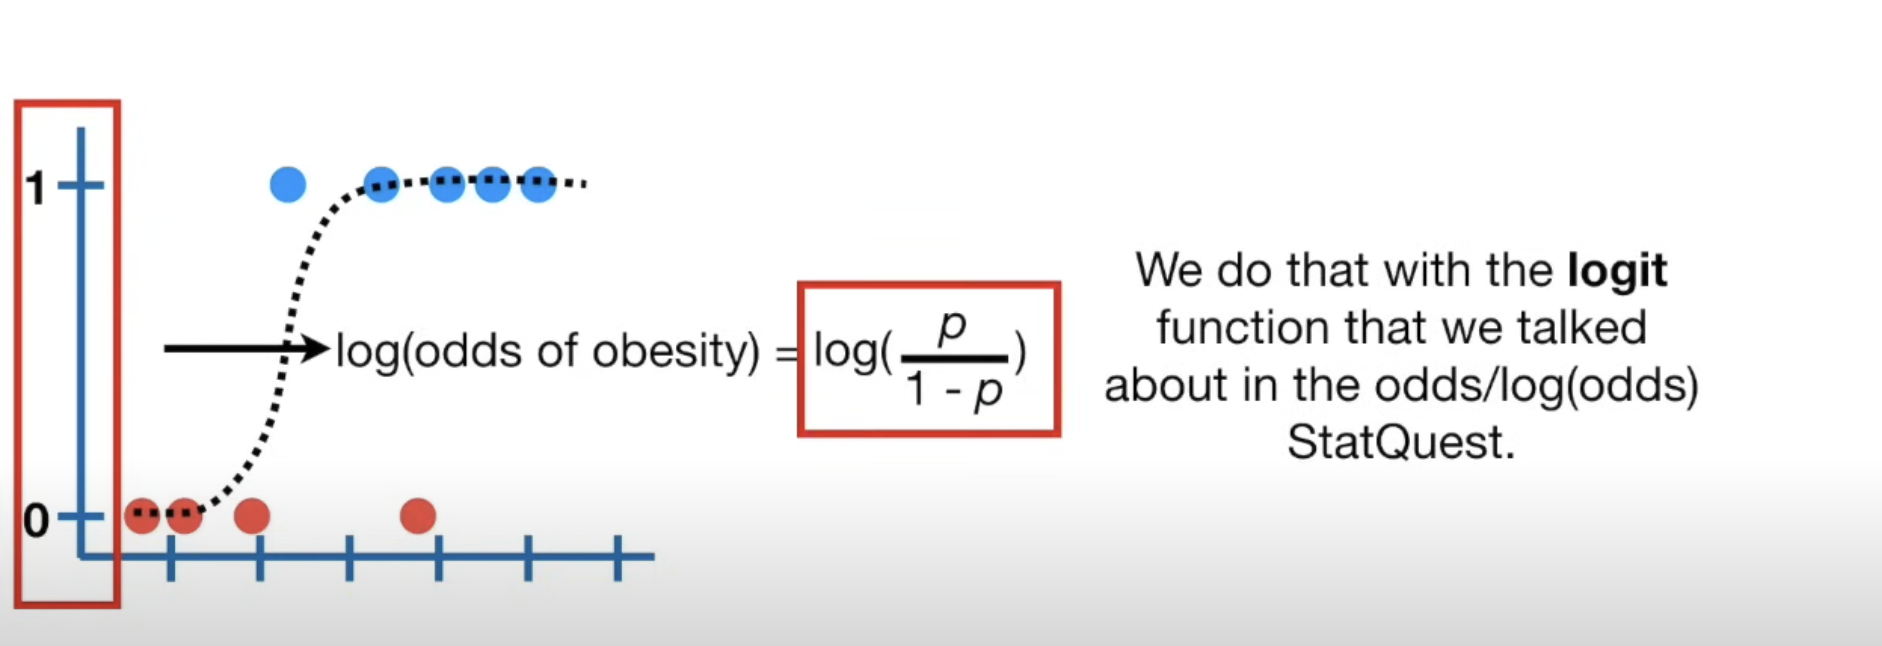 1
0
log(odds of obesity) = log(p / 1 - p)
We do that with the logit
function that we talked
about in the odds/log(odds)
StatQuest.